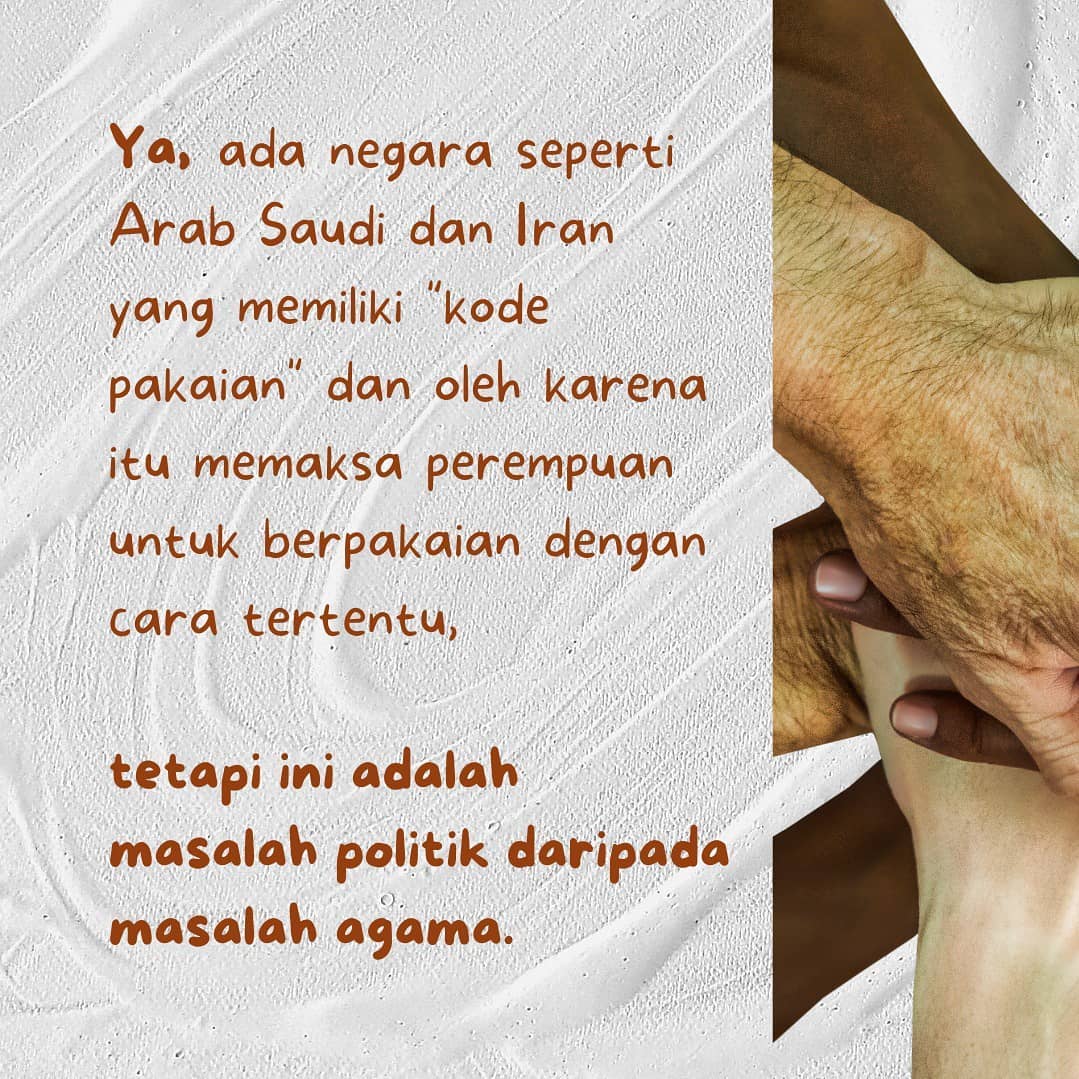 Ya, ada negara seperti
Arab Saudi dan Iran
yang memiliki "kode
pakaian" dan oleh karena
itu memaksa perempuan
untuk berpakaian dengan
cara tertentu,
tetapi ini adalah
masalah politik daripada
masalah agama.